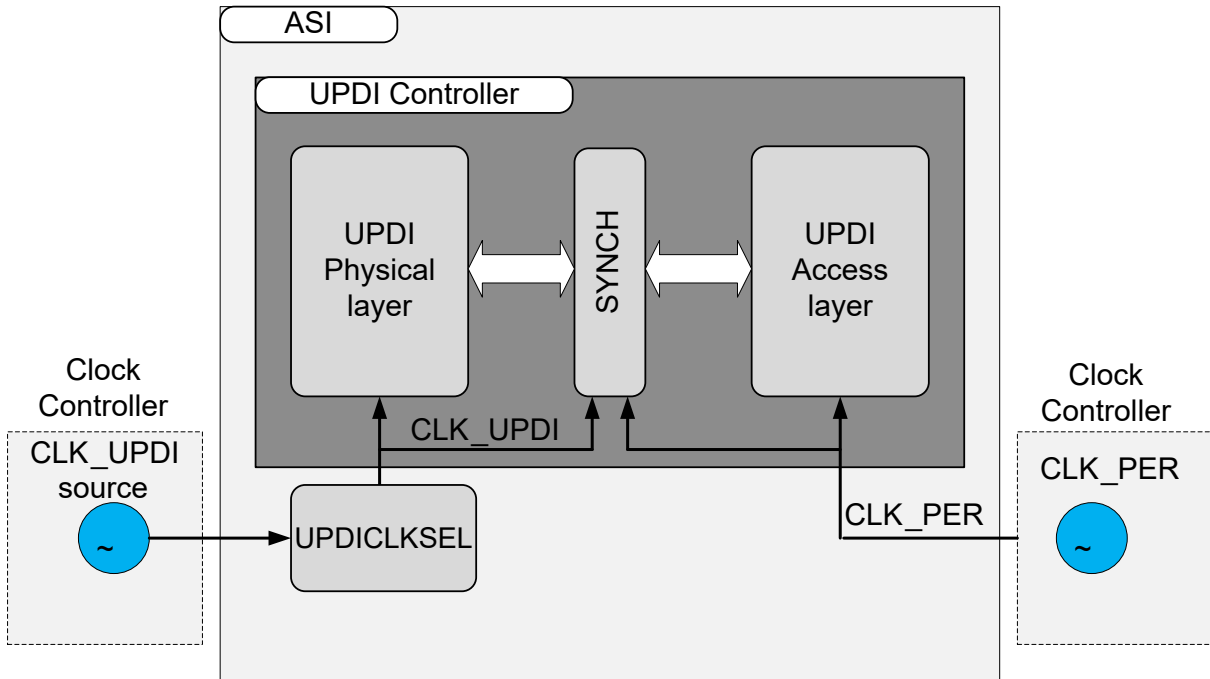 ASI
UPDI Controller
UPDI
Physical
layer
SYNCH
UPDI
Access
layer
Clock
Controller
CLK_UPDI
source
~
CLK_UPDI
UPDICLKSEL
Clock
Controller
CLK_PER
~
CLK_PER